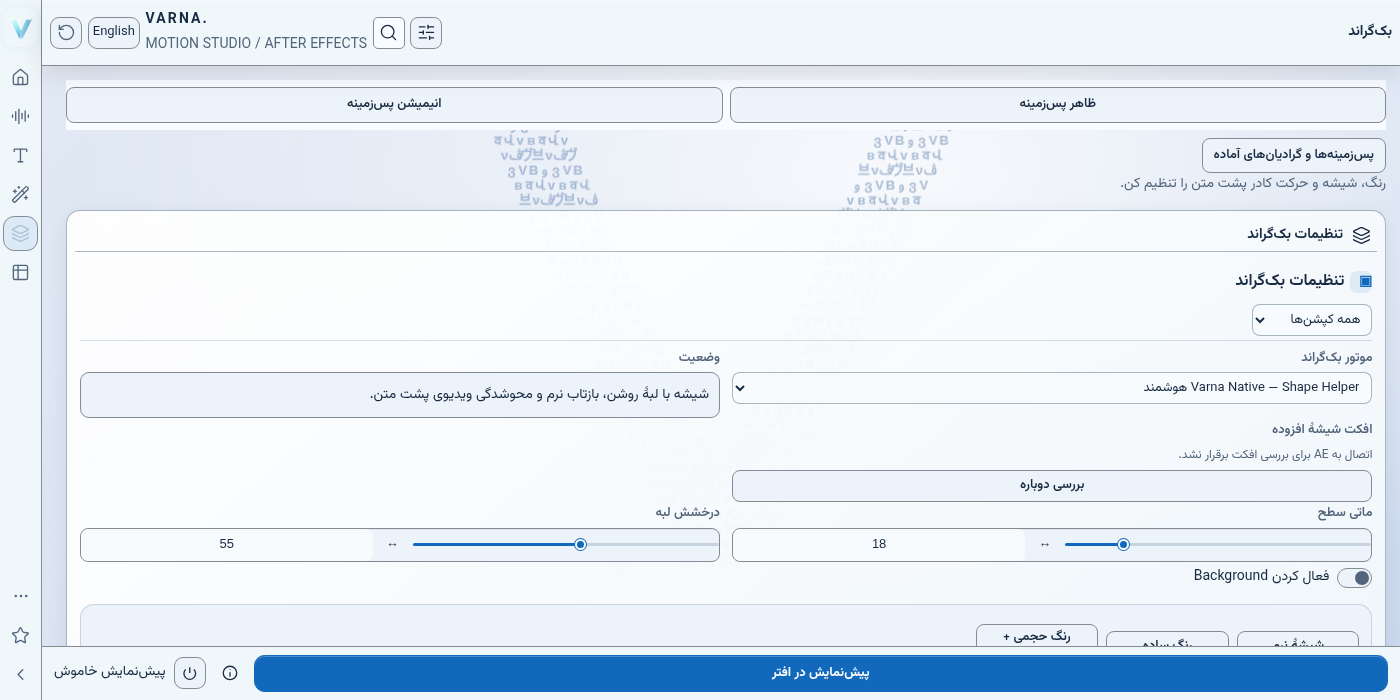 بک‌گراند
VARNA.
MOTION STUDIO / AFTER EFFECTS
English
ظاهر پس‌زمینه
انیمیشن پس‌زمینه
پس‌زمینه‌ها و گرادیان‌های آماده
رنگ، شیشه و حرکت کادر پشت متن را تنظیم کن.
تنظیمات بک‌گراند
تنظیمات بک‌گراند
همه کپشن‌ها
موتور بک‌گراند
Varna Native — Shape Helper هوشمند
وضعیت
شیشه با لبهٔ روشن، بازتاب نرم و محوشدگی ویدیوی پشت متن.
افکت شیشهٔ افزوده
اتصال به AE برای بررسی افکت برقرار نشد.
بررسی دوباره
ماتی سطح
18
درخشش لبه
55
فعال کردن Background
شیشهٔ نرم
رنگ ساده
رنگ حجمی +
پیش‌نمایش در افتر
پیش‌نمایش خاموش